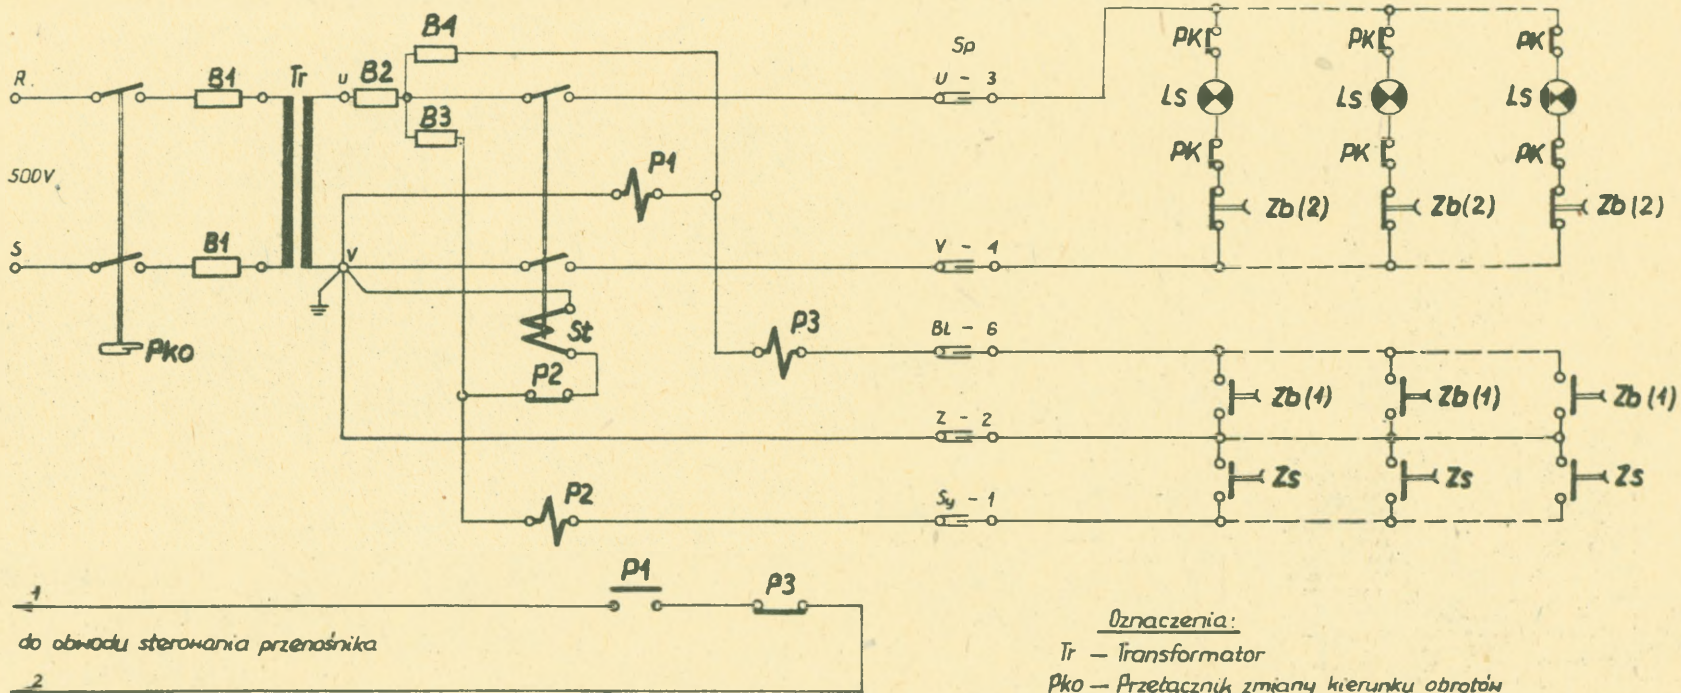 B4
Sp
PK PK PK
R B1 Tr u B2 U - 3
Ls Ls Ls
B3
P1 PK PK PK
500V
Zb(2) Zb(2) Zb(2)
S B1 V V - 4
St P3 BL - 6
Pko
P2 Zb(1) Zb(1) Zb(1)
Z - 2
P2 Zs Zs Zs
Sy - 1
P1 P3
1
Oznaczenia:
do obwodu sterowania przenośnika
Tr — Transformator
2
Pko — Przełącznik zmiany kierunku obrotów